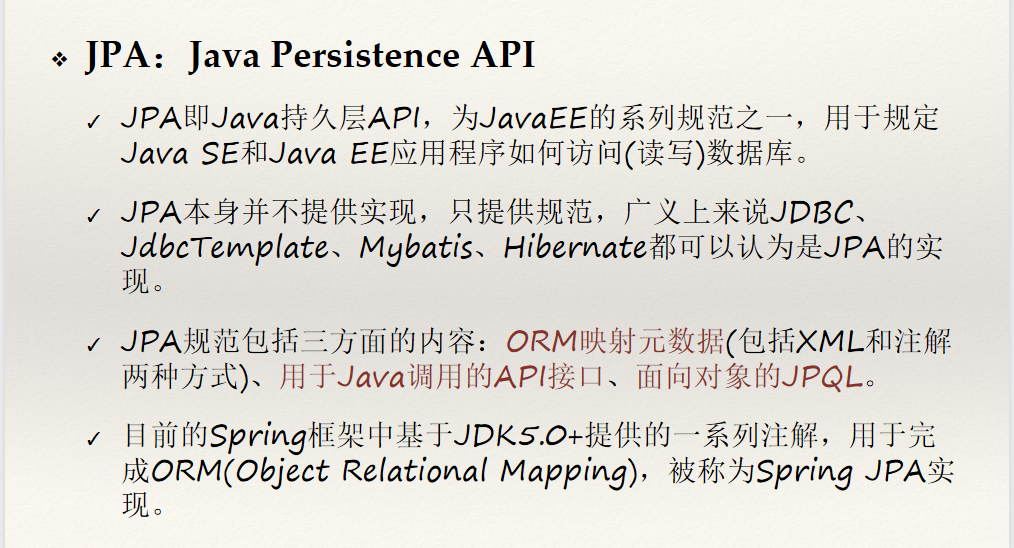 ❖ JPA：Java Persistence API
✓ JPA即Java持久层API，为JavaEE的系列规范之一，用于规定
Java SE和Java EE应用程序如何访问(读写)数据库。
✓ JPA本身并不提供实现，只提供规范，广义上来说JDBC、
JdbcTemplate、Mybatis、Hibernate都可以认为是JPA的实
现。
✓ JPA规范包括三方面的内容：ORM映射元数据(包括XML和注解
两种方式)、用于Java调用的API接口、面向对象的JPQL。
✓ 目前的Spring框架中基于JDK5.0+提供的一系列注解，用于完
成ORM(Object Relational Mapping)，被称为Spring JPA实
现。